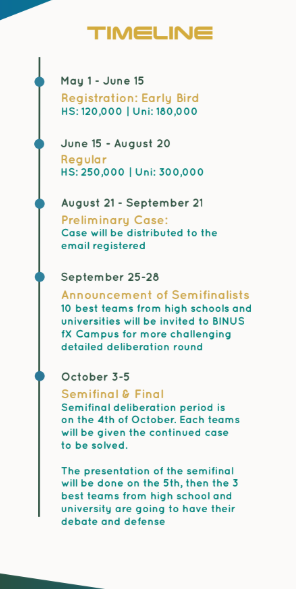 TIMELINE
May 1 - June 15
Registration: Early Bird
HS: 120,000 | Uni: 180,000
June 15 - August 20
Regular
HS: 250,000 | Uni: 300,000
August 21 - September 21
Preliminary Case:
Case will be distributed to the
email registered
September 25-28
Announcement of Semifinalists
10 best teams from high schools and
universities will be invited to BINUS
fX Campus for more challenging
detailed deliberation round
October 3-5
Semifinal & Final
Semifinal deliberation period is
on the 4th of October. Each teams
will be given the continued case
to be solved.
The presentation of the semifinal
will be done on the 5th, then the 3
best teams from high school and
university are going to have their
debate and defense